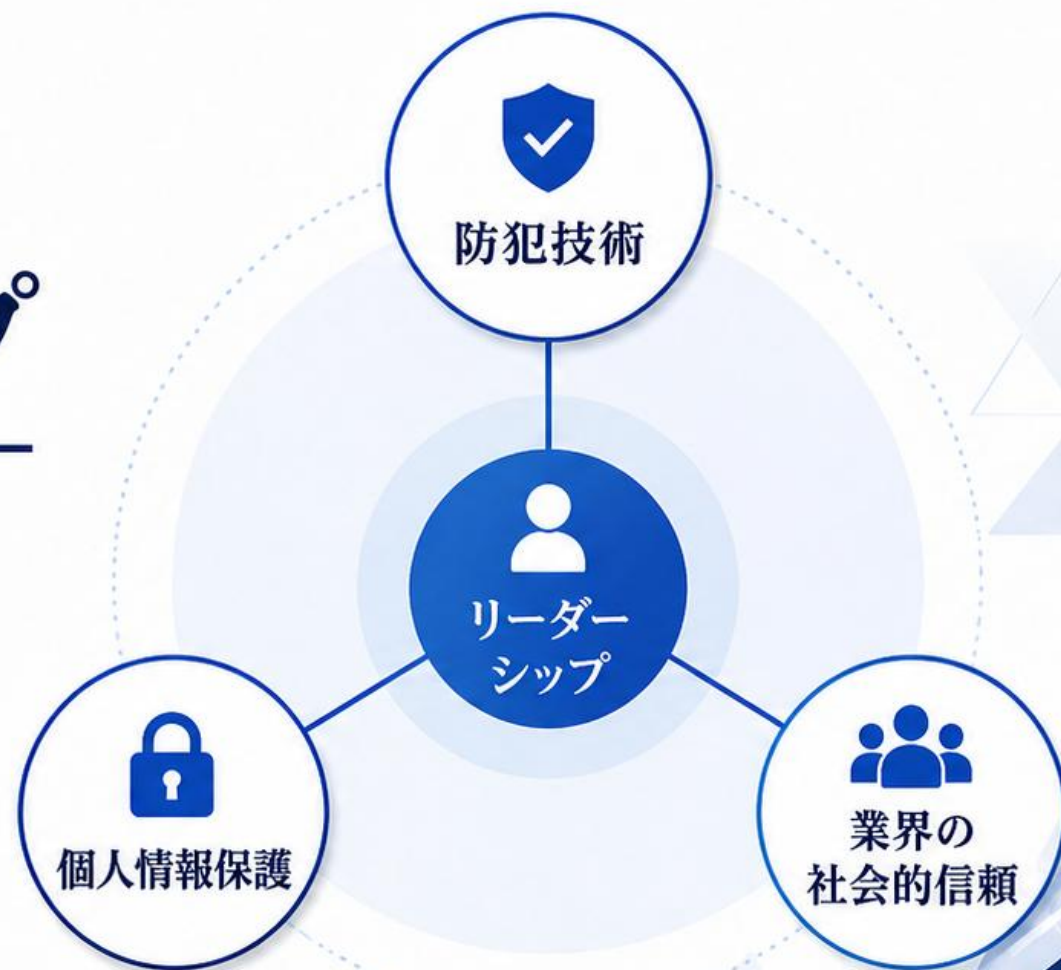 防犯技術
リーダー
シップ
個人情報保護
業界の
社会的信頼